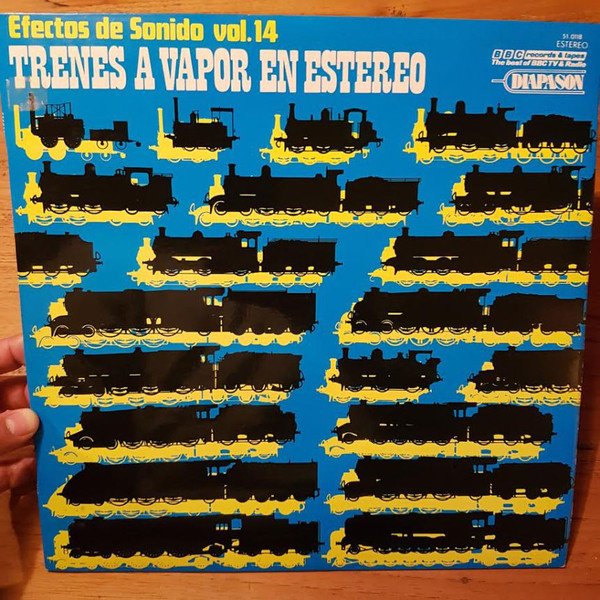 Efectos de Sonido vol.14
TRENES A VAPOR EN ESTEREO
51.0118
ESTEREO
BBC records & tapes
The best of BBC TV & Radio
DIAPASON